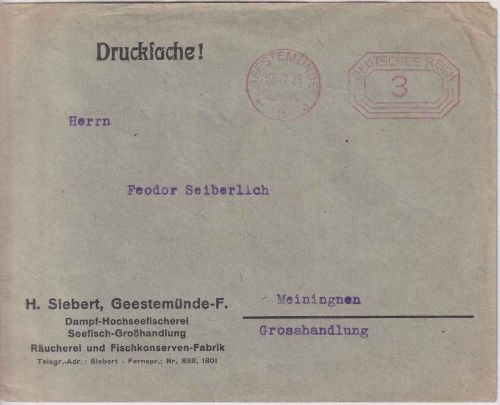 Drucksache!
GEESTEMÜNDE
DEUTSCHES REICH
3
Herrn
Feodor Seiberlich
Meiningnen
Grosshandlung
H. Siebert, Geestemünde-F.
Dampf-Hochseefischerei
Seefisch-Großhandlung
Räucherei und Fischkonserven-Fabrik
Telegr.-Adr.: Siebert - Fernspr.: Nr. 838, 1801